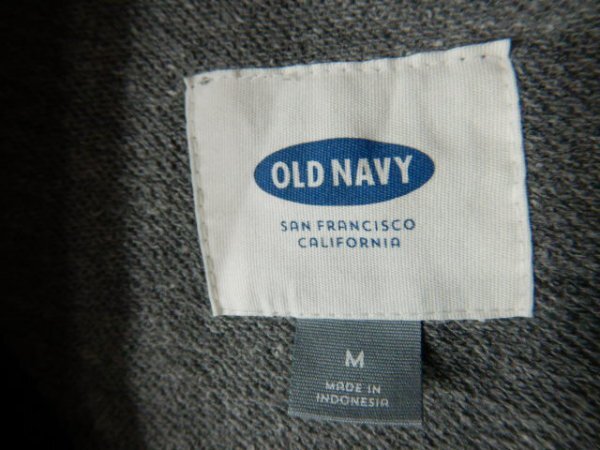 OLD NAVY
SAN FRANCISCO
CALIFORNIA
M
MADE IN
INDONESIA